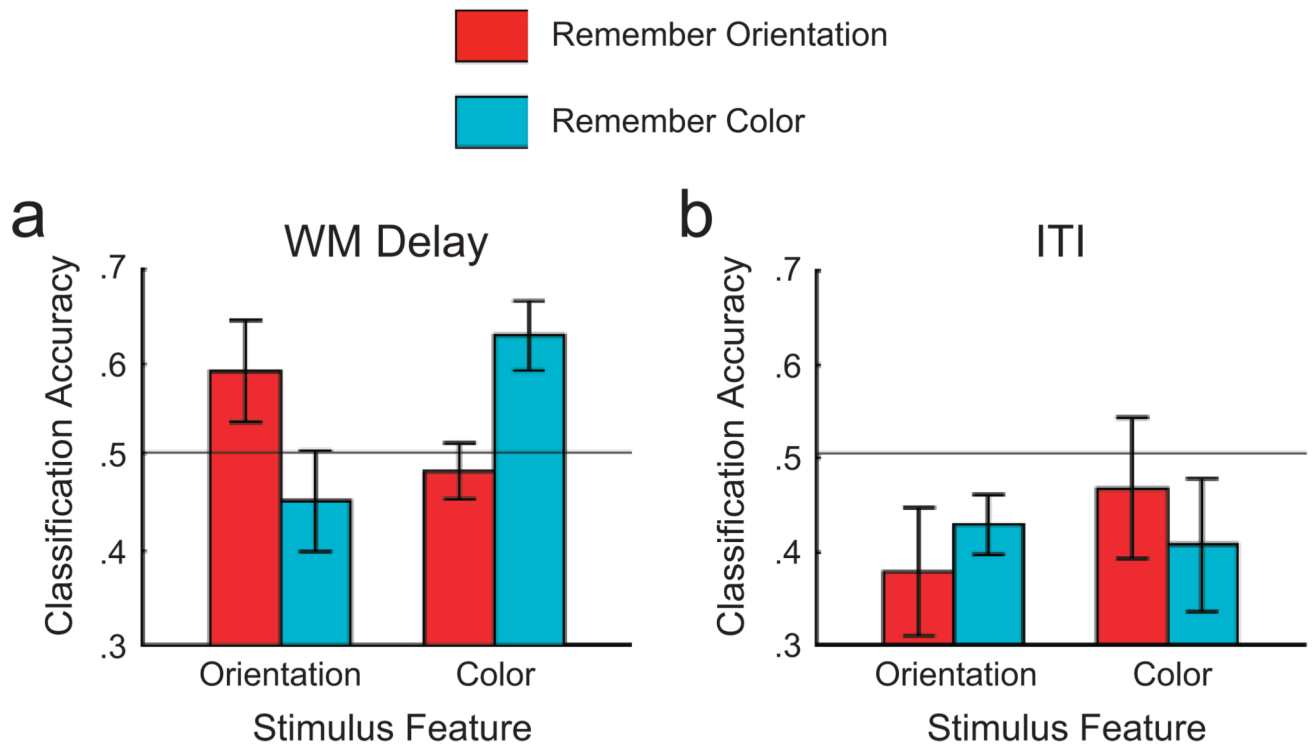 Remember Orientation
Remember Color
a
WM Delay
Classification Accuracy
.7
.6
.5
.4
.3
Orientation
Color
Stimulus Feature
b
ITI
Classification Accuracy
.7
.6
.5
.4
.3
Orientation
Color
Stimulus Feature